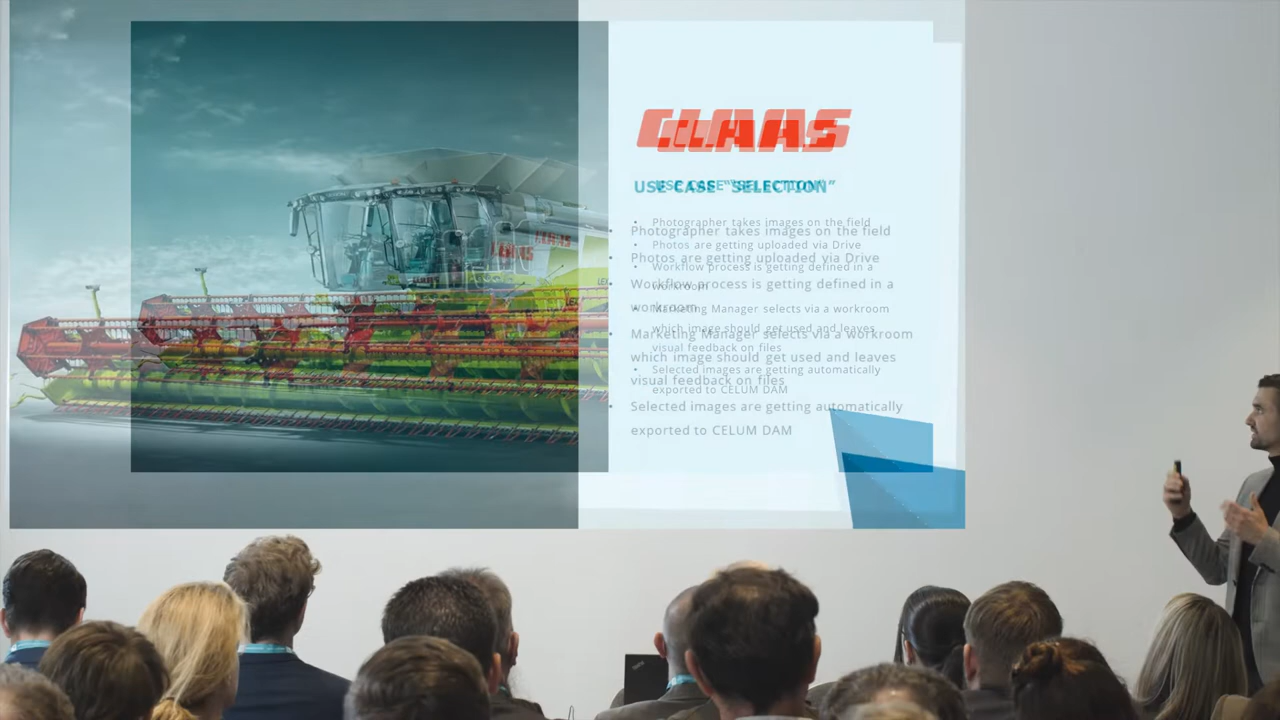 CLAAS
USE CASE "SELECTION"
• Photographer takes images on the field
• Photos are getting uploaded via Drive
• Workflow process is getting defined in a
workroom
• Marketing Manager selects via a workroom
which image should get used and leaves
visual feedback on files
• Selected images are getting automatically
exported to CELUM DAM
CLAAS